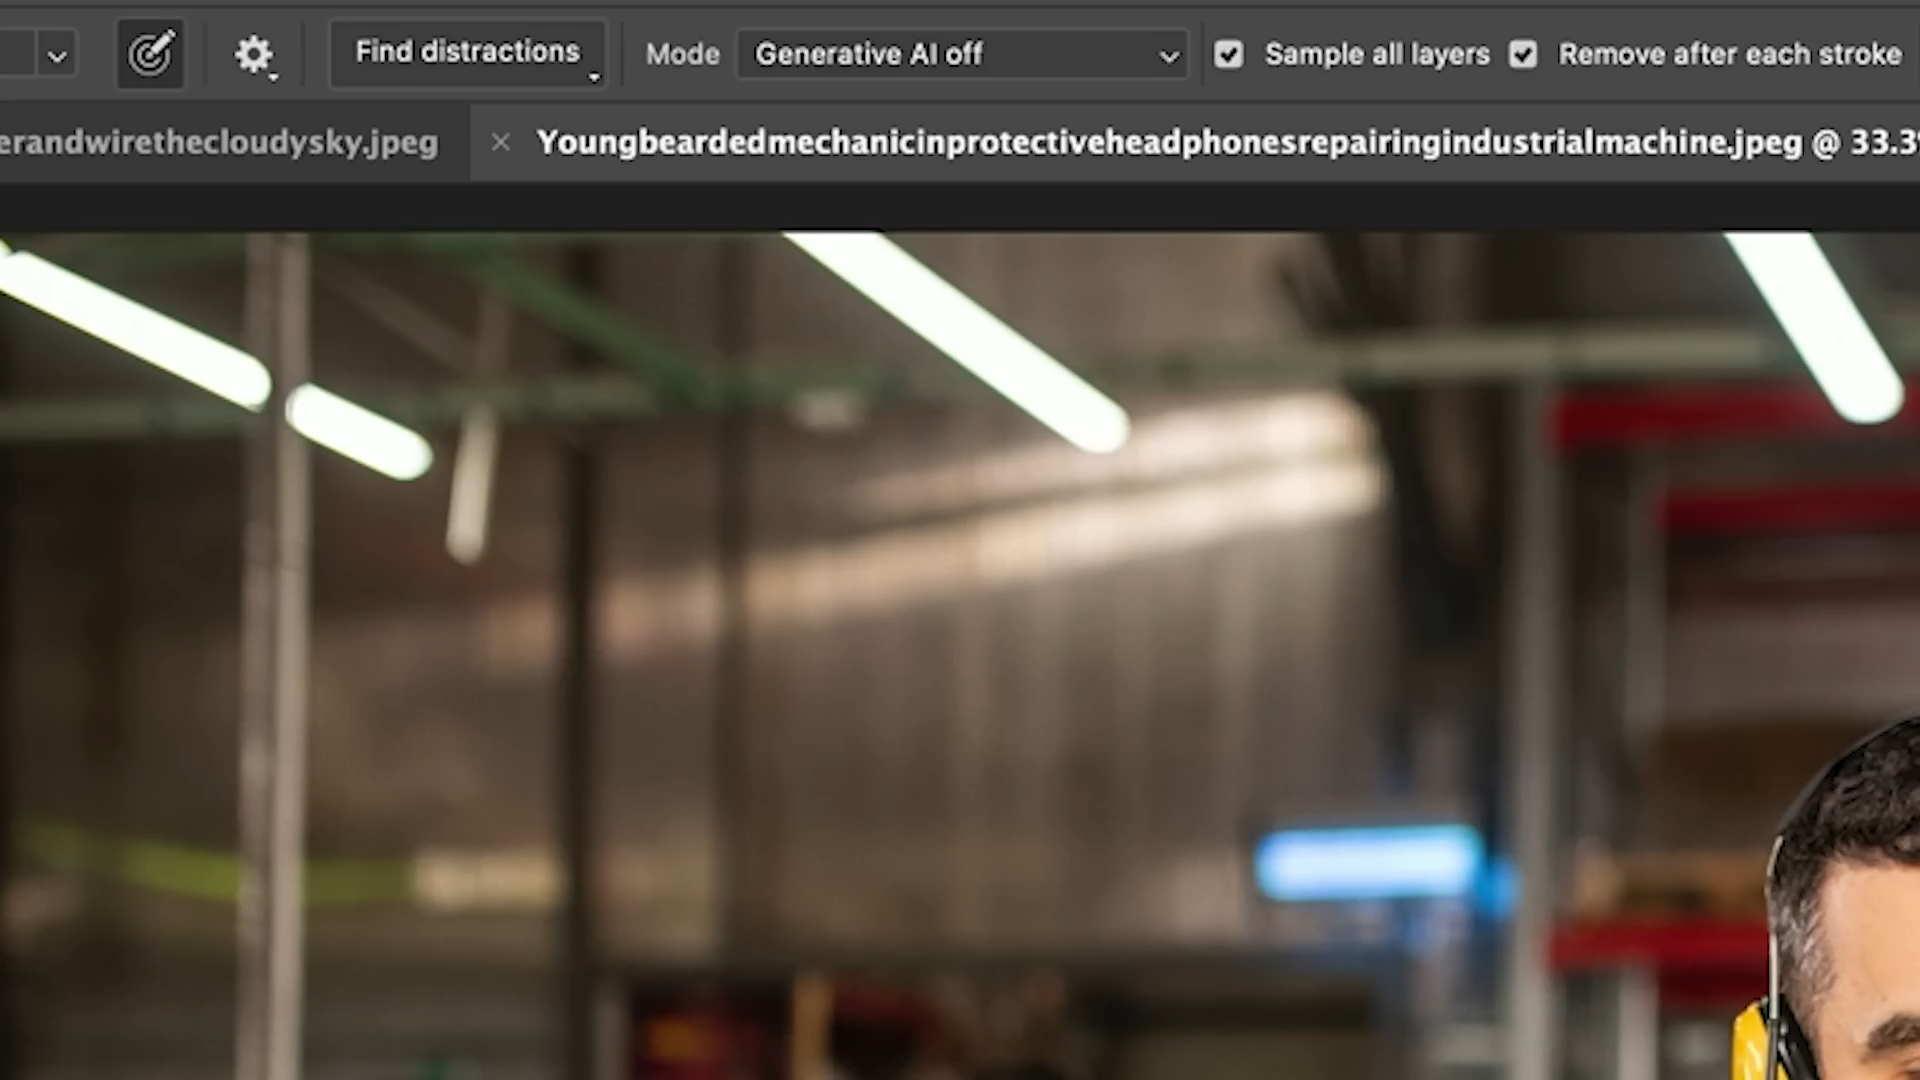 Find distractions Mode Generative AI off Sample all layers Remove after each stroke
erandwirethecloudysky.jpeg × Youngbeardedmechanicinprotectiveheadphonesrepairingindustrialmachine.jpeg @ 33.3